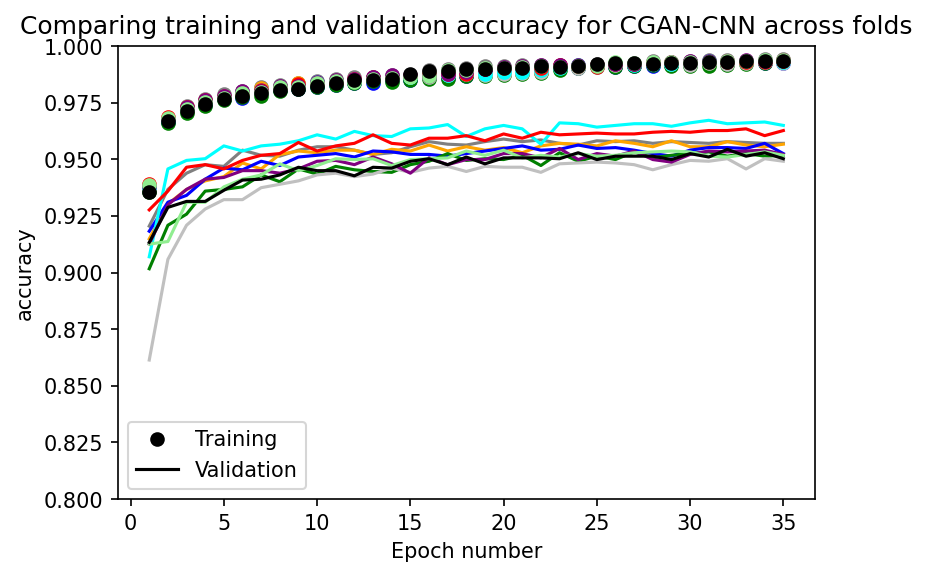 Comparing training and validation accuracy for CGAN-CNN across folds
1.000
0.975
0.950
0.925
0.900
0.875
0.850
0.825
0.800
accuracy
Training
Validation
0 5 10 15 20 25 30 35
Epoch number